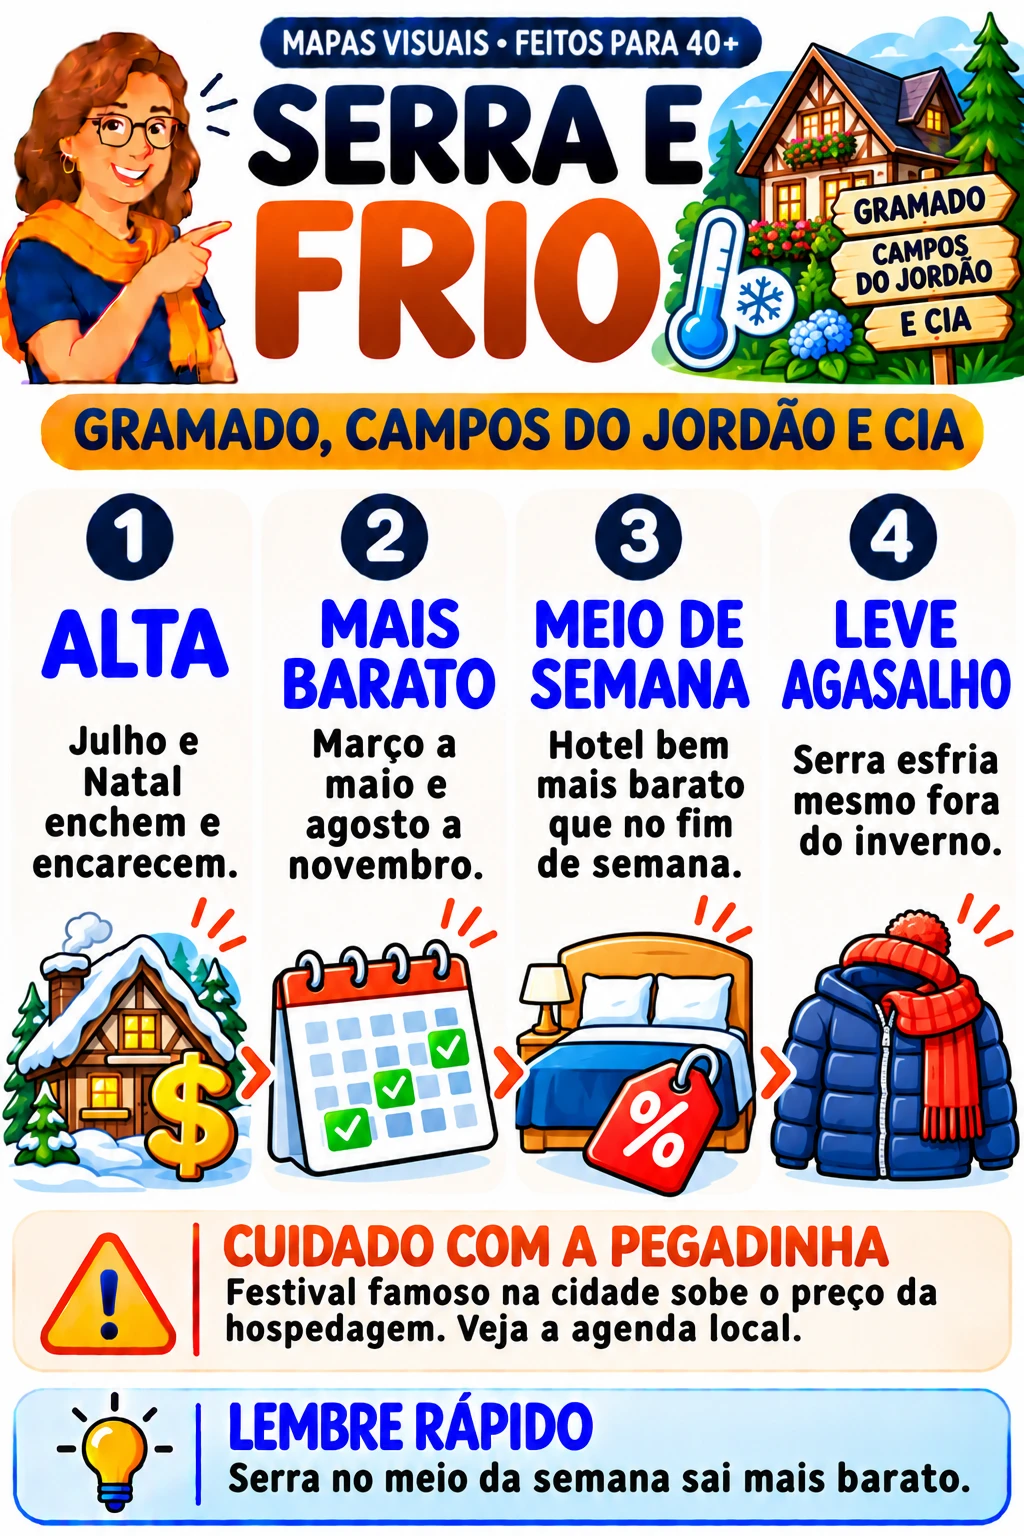 MAPAS VISUAIS • FEITOS PARA 40+
SERRA E
FRIO
GRAMADO
CAMPOS
DO JORDÃO
E CIA
GRAMADO, CAMPOS DO JORDÃO E CIA
1
ALTA
Julho e
Natal
enchem e
encarecem.
$
2
MAIS
BARATO
Março a
maio e
agosto a
novembro.
3
MEIO DE
SEMANA
Hotel bem
mais barato
que no fim
de semana.
%
4
LEVE
AGASALHO
Serra esfria
mesmo fora
do inverno.
!
CUIDADO COM A PEGADINHA
Festival famoso na cidade sobe o preço da
hospedagem. Veja a agenda local.
LEMBRE RÁPIDO
Serra no meio da semana sai mais barato.